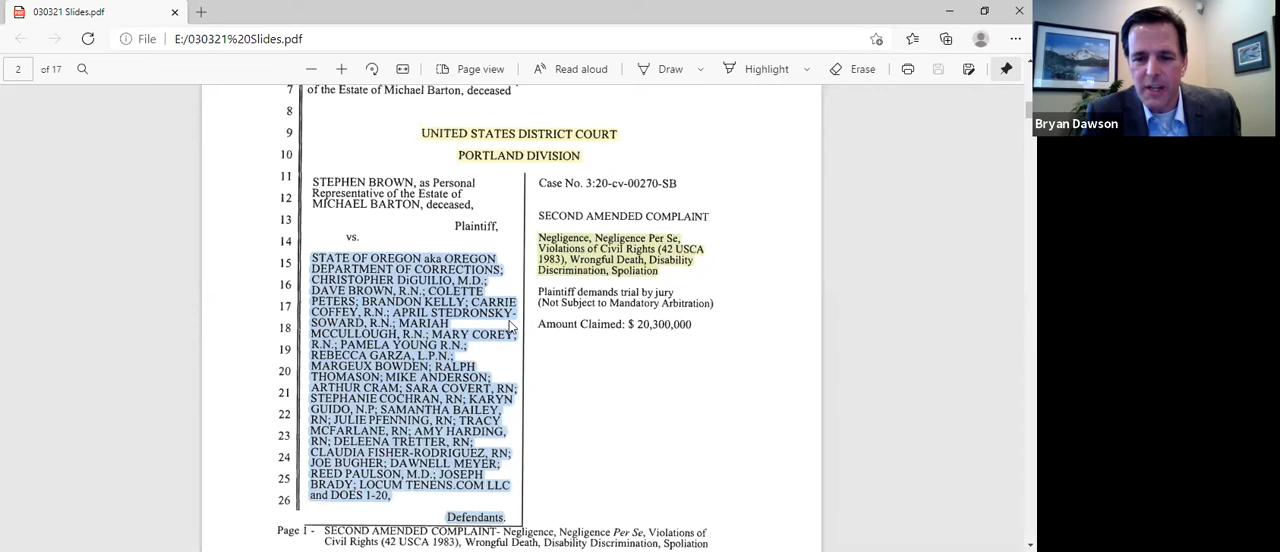 030321 Slides.pdf
File
E:/030321%20Slides.pdf
2 of 17
Page view
Read aloud
Draw
Highlight
Erase
Bryan Dawson
7 of the Estate of Michael Barton, deceased
8
9 UNITED STATES DISTRICT COURT
10 PORTLAND DIVISION
11 STEPHEN BROWN, as Personal
Representative of the Estate of
12 MICHAEL BARTON, deceased,
13 Plaintiff,
14 vs.
15 STATE OF OREGON aka OREGON
DEPARTMENT OF CORRECTIONS;
16 CHRISTOPHER DiGUILIO, M.D.;
DAVE BROWN, R.N.; COLETTE
17 PETERS; BRANDON KELLY; CARRIE
COFFEY, R.N.; APRIL STEDRONSKY-
18 SOWARD, R.N.; MARIAH
MCCULLOUGH, R.N.; MARY COREY,
19 R.N.; PAMELA YOUNG R.N.;
REBECCA GARZA, L.P.N.;
20 MARGEUX BOWDEN; RALPH
THOMASON; MIKE ANDERSON;
21 ARTHUR CRAM; SARA COVERT, RN;
STEPHANIE COCHRAN, RN; KARYN
22 GUIDO, N.P; SAMANTHA BAILEY,
RN; JULIE PFENNING, RN; TRACY
23 MCFARLANE, RN; AMY HARDING,
RN; DELEENA TRETTER, RN;
24 CLAUDIA FISHER-RODRIGUEZ, RN;
JOE BUGHER; DAWNELL MEYER;
25 REED PAULSON, M.D.; JOSEPH
BRADY; LOCUM TENENS.COM LLC
26 and DOES 1-20,
Defendants.
Case No. 3:20-cv-00270-SB
SECOND AMENDED COMPLAINT
Negligence, Negligence Per Se,
Violations of Civil Rights (42 USCA
1983), Wrongful Death, Disability
Discrimination, Spoliation
Plaintiff demands trial by jury
(Not Subject to Mandatory Arbitration)
Amount Claimed: $ 20,300,000
Page 1 - SECOND AMENDED COMPLAINT- Negligence, Negligence Per Se, Violations of
Civil Rights (42 USCA 1983), Wrongful Death, Disability Discrimination, Spoliation